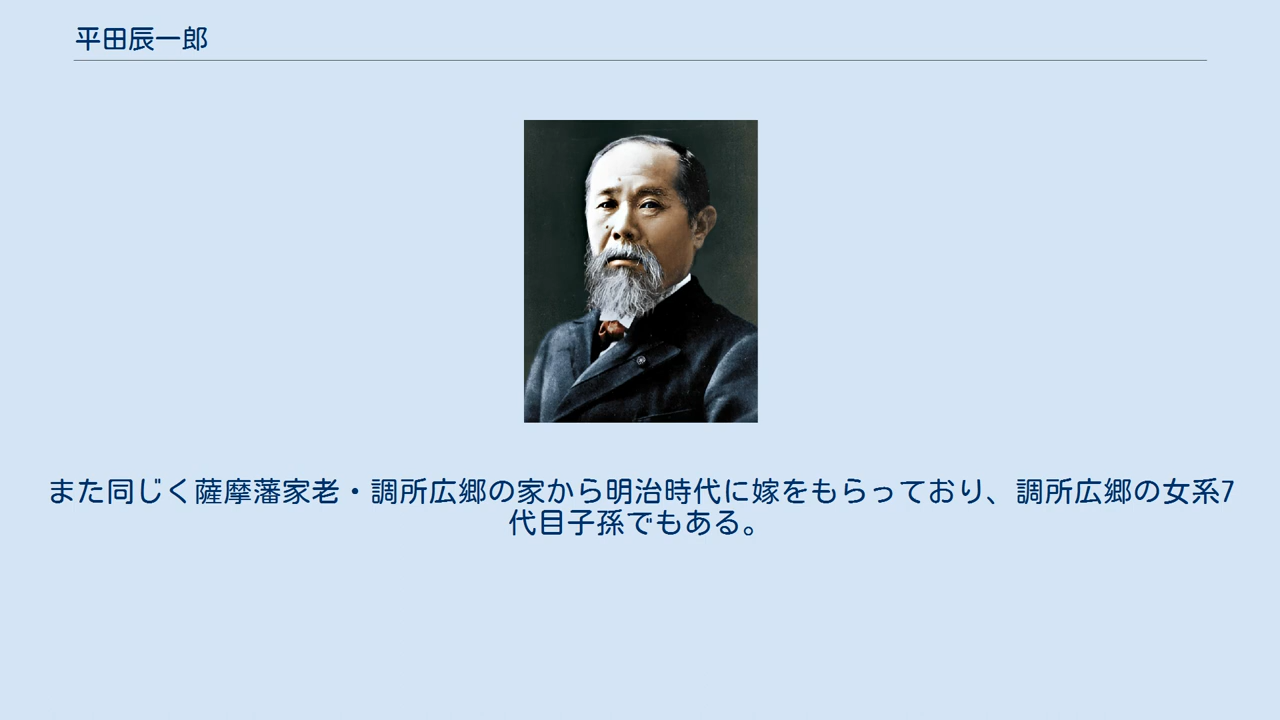 平田辰一郎
また同じく薩摩藩家老・調所広郷の家から明治時代に嫁をもらっており、調所広郷の女系7
代目子孫でもある。